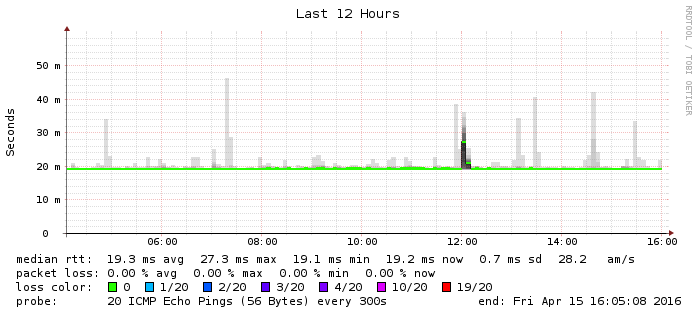 Last 12 Hours
RRDTOOL / TOBI OETIKER
Seconds
50 m
40 m
30 m
20 m
10 m
0
06:00 08:00 10:00 12:00 14:00 16:00
median rtt: 19.3 ms avg 27.3 ms max 19.1 ms min 19.2 ms now 0.7 ms sd 28.2 am/s
packet loss: 0.00 % avg 0.00 % max 0.00 % min 0.00 % now
loss color: 0 1/20 2/20 3/20 4/20 10/20 19/20
probe: 20 ICMP Echo Pings (56 Bytes) every 300s end: Fri Apr 15 16:05:08 2016